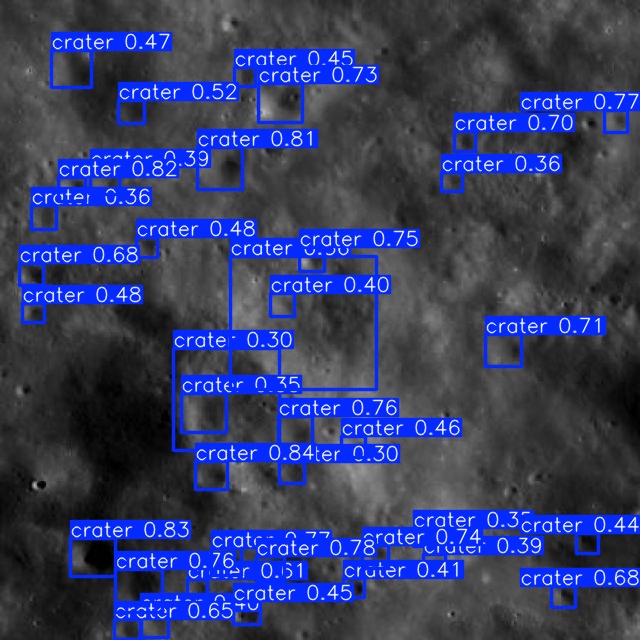 crater 0.47
crater 0.45
crater 0.73
crater 0.52
crater 0.77
crater 0.70
crater 0.81
crater 0.39
crater 0.82
crater 0.36
crater 0.36
crater 0.48
crater 0.75
crater
crater 0.68
crater 0.40
crater 0.48
crater 0.71
crater 0.30
crater 0.35
crater 0.76
crater 0.46
crater 0.84
0.30
crater 0.83
crater 0.44
crater 0.74
crater 0.78
0.39
crater 0.76
0.61
crater 0.41
crater 0.68
crater 0.45
crater 0.65